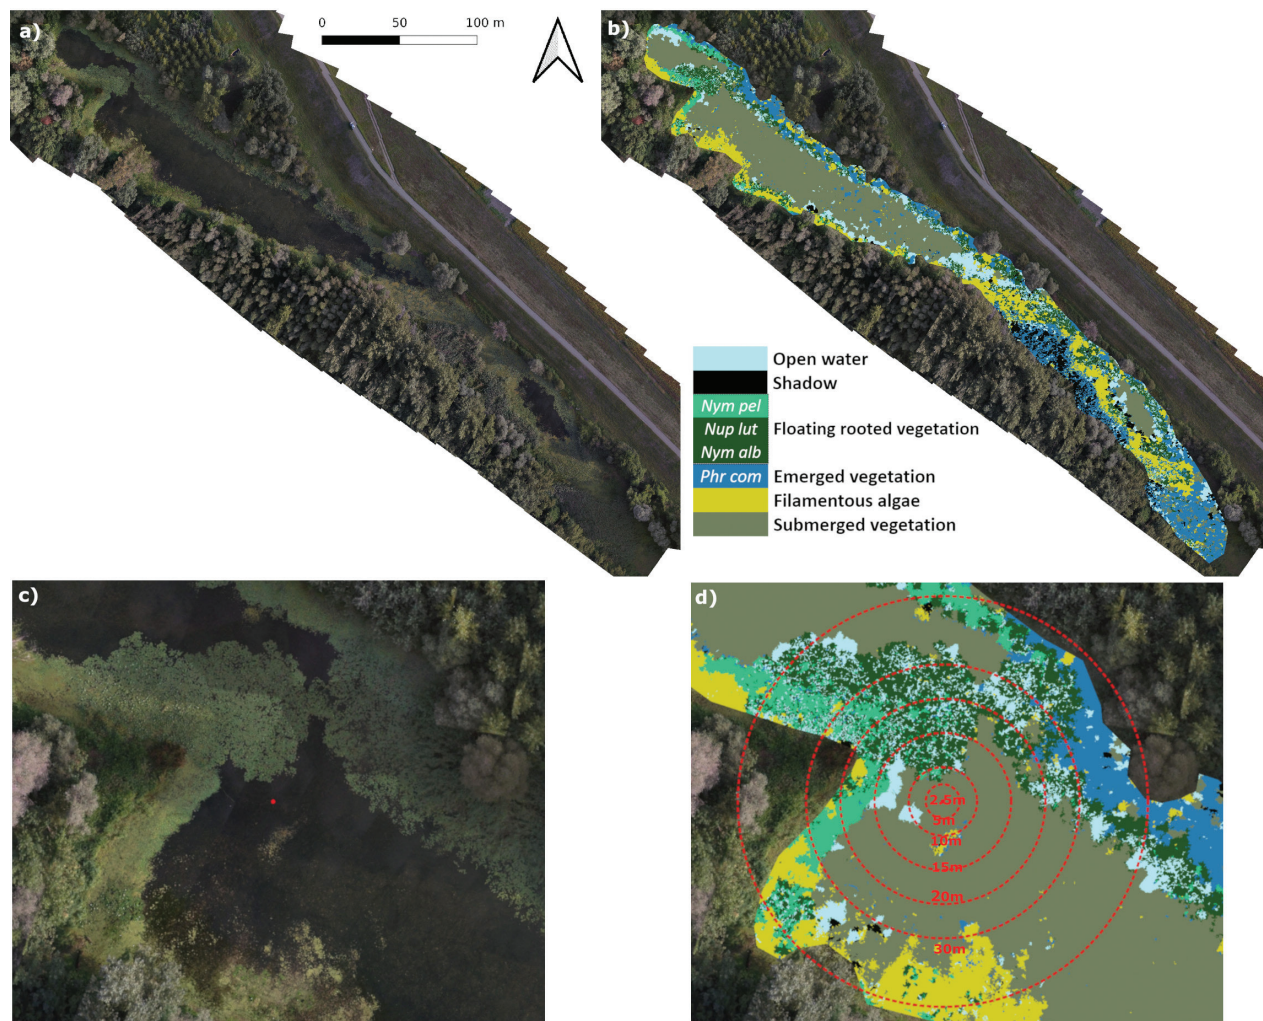 a)
0 50 100 m
b)
Open water
Shadow
Nym pel
Nup lut Floating rooted vegetation
Nym alb
Phr com Emerged vegetation
Filamentous algae
Submerged vegetation
c)
d)
2.5m
5m
10m
15m
20m
30m